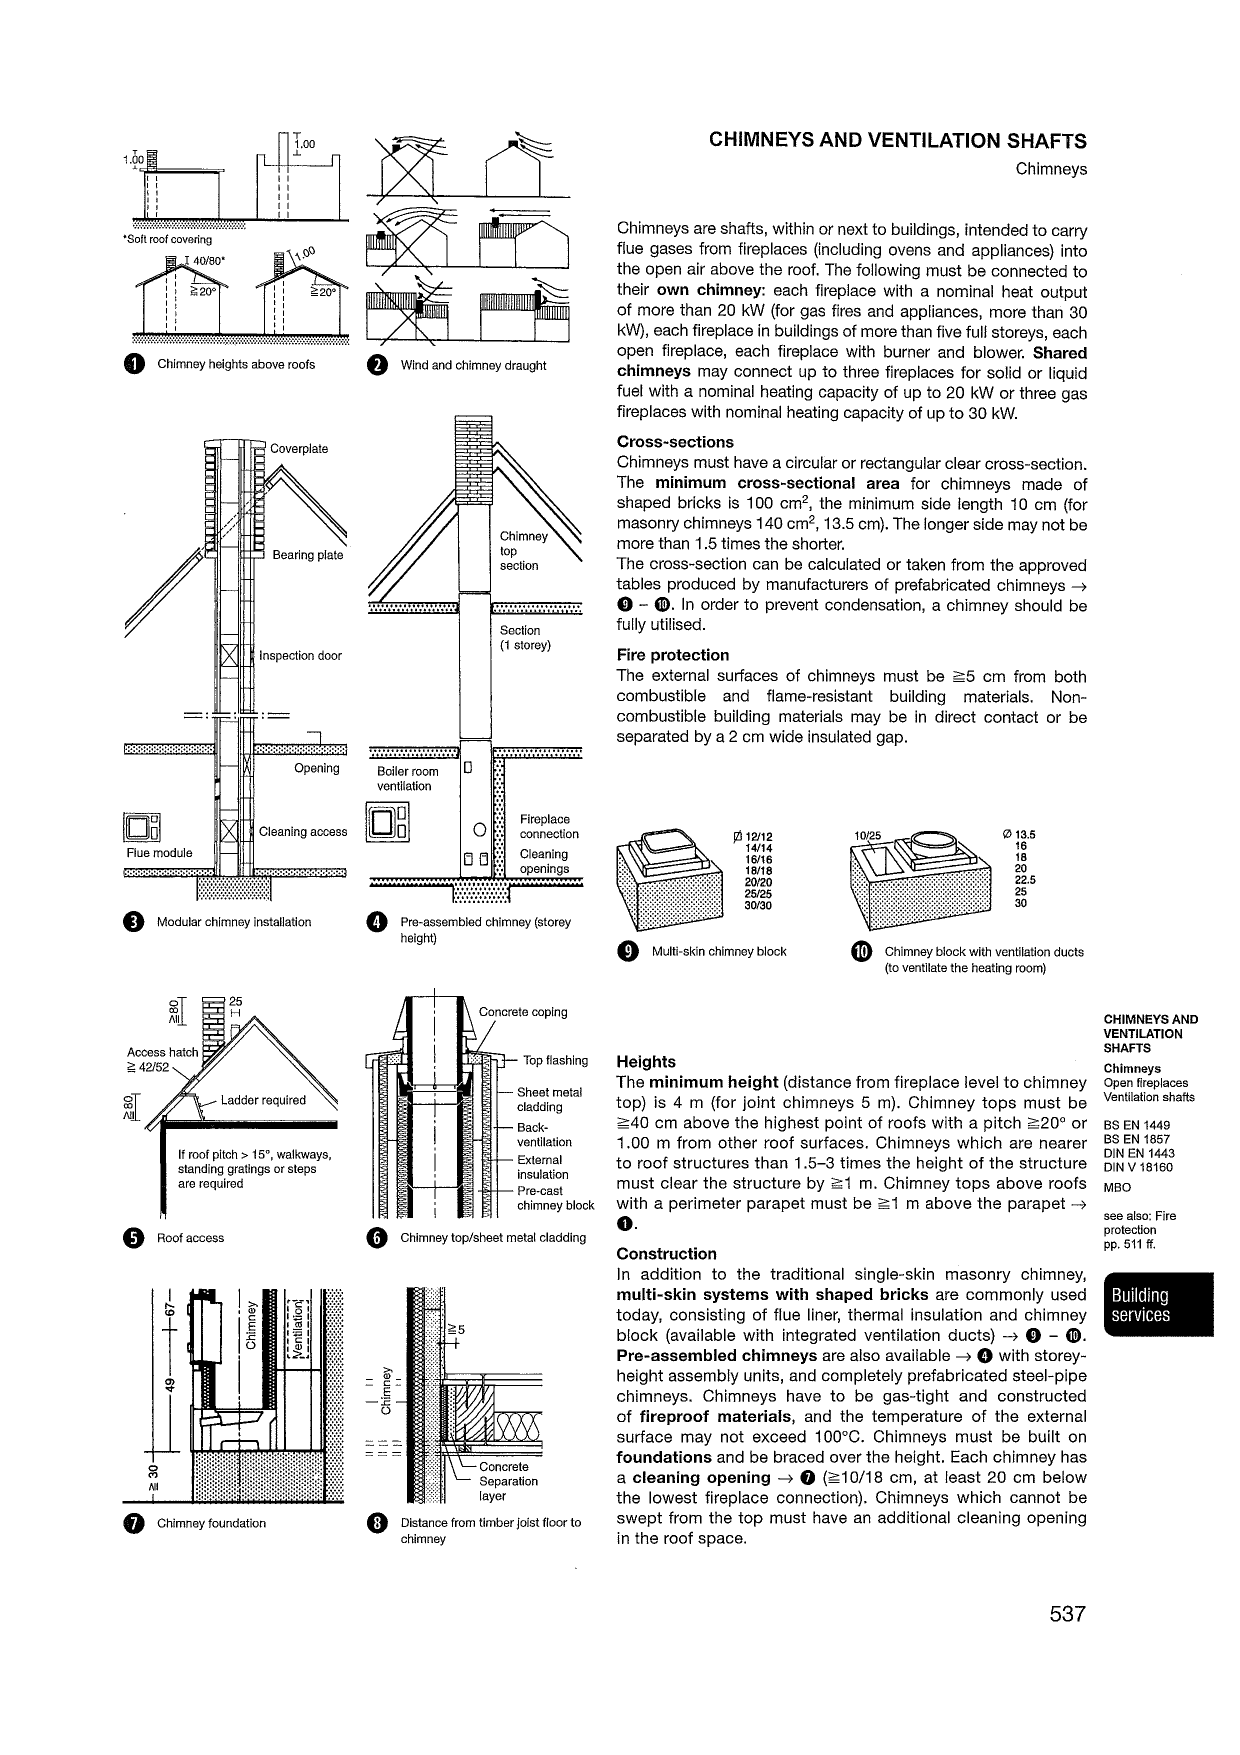 CHIMNEYS AND VENTILATION SHAFTS
Chimneys
1.00
1.00
*Soft roof covering
40/80*
≧20°
1.00
≧20°
1 Chimney heights above roofs
2 Wind and chimney draught
Coverplate
Bearing plate
Inspection door
Opening
Cleaning access
Flue module
3 Modular chimney installation
Chimney
top
section
Section
(1 storey)
Boiler room
ventilation
Fireplace
connection
Cleaning
openings
4 Pre-assembled chimney (storey
height)
≧80
25
Access hatch
≧ 42/52
≧80
Ladder required
If roof pitch > 15°, walkways,
standing gratings or steps
are required
5 Roof access
Concrete coping
Top flashing
Sheet metal
cladding
Back-
ventilation
External
insulation
Pre-cast
chimney block
6 Chimney top/sheet metal cladding
67
49
≧ 30
Chimney
Ventilation
7 Chimney foundation
≧5
Chimney
Concrete
Separation
layer
8 Distance from timber joist floor to
chimney
Chimneys are shafts, within or next to buildings, intended to carry
flue gases from fireplaces (including ovens and appliances) into
the open air above the roof. The following must be connected to
their own chimney: each fireplace with a nominal heat output
of more than 20 kW (for gas fires and appliances, more than 30
kW), each fireplace in buildings of more than five full storeys, each
open fireplace, each fireplace with burner and blower. Shared
chimneys may connect up to three fireplaces for solid or liquid
fuel with a nominal heating capacity of up to 20 kW or three gas
fireplaces with nominal heating capacity of up to 30 kW.
Cross-sections
Chimneys must have a circular or rectangular clear cross-section.
The minimum cross-sectional area for chimneys made of
shaped bricks is 100 cm², the minimum side length 10 cm (for
masonry chimneys 140 cm², 13.5 cm). The longer side may not be
more than 1.5 times the shorter.
The cross-section can be calculated or taken from the approved
tables produced by manufacturers of prefabricated chimneys →
9 – 10. In order to prevent condensation, a chimney should be
fully utilised.
Fire protection
The external surfaces of chimneys must be ≧5 cm from both
combustible and flame-resistant building materials. Non-
combustible building materials may be in direct contact or be
separated by a 2 cm wide insulated gap.
12/12
14/14
16/16
18/18
20/20
25/25
30/30
9 Multi-skin chimney block
10/25
Ø 13.5
16
18
20
22.5
25
30
10 Chimney block with ventilation ducts
(to ventilate the heating room)
Heights
The minimum height (distance from fireplace level to chimney
top) is 4 m (for joint chimneys 5 m). Chimney tops must be
≧40 cm above the highest point of roofs with a pitch ≧20° or
1.00 m from other roof surfaces. Chimneys which are nearer
to roof structures than 1.5–3 times the height of the structure
must clear the structure by ≧1 m. Chimney tops above roofs
with a perimeter parapet must be ≧1 m above the parapet →
1.
Construction
In addition to the traditional single-skin masonry chimney,
multi-skin systems with shaped bricks are commonly used
today, consisting of flue liner, thermal insulation and chimney
block (available with integrated ventilation ducts) → 9 – 10.
Pre-assembled chimneys are also available → 4 with storey-
height assembly units, and completely prefabricated steel-pipe
chimneys. Chimneys have to be gas-tight and constructed
of fireproof materials, and the temperature of the external
surface may not exceed 100°C. Chimneys must be built on
foundations and be braced over the height. Each chimney has
a cleaning opening → 7 (≧10/18 cm, at least 20 cm below
the lowest fireplace connection). Chimneys which cannot be
swept from the top must have an additional cleaning opening
in the roof space.
CHIMNEYS AND
VENTILATION
SHAFTS
Chimneys
Open fireplaces
Ventilation shafts
BS EN 1449
BS EN 1857
DIN EN 1443
DIN V 18160
MBO
see also: Fire
protection
pp. 511 ff.
Building
services
537